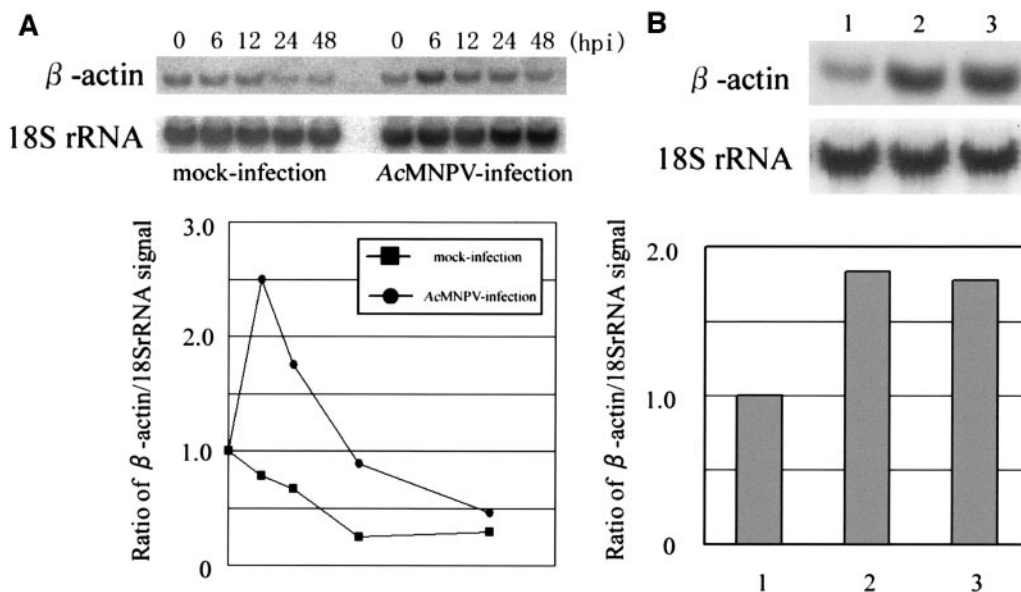 A
0 6 12 24 48 0 6 12 24 48 (hpi)
β-actin
18S rRNA
mock-infection AcMNPV-infection
Ratio of β-actin/18SrRNA signal
3.0
2.0
1.0
0
mock-infection
AcMNPV-infection
B
1 2 3
β-actin
18S rRNA
Ratio of β-actin/18SrRNA signal
2.0
1.0
0
1 2 3